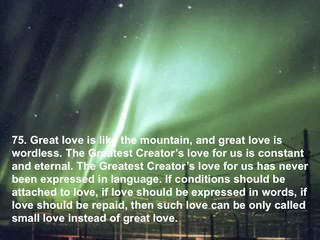 75. Great love is like the mountain, and great love is
wordless. The Greatest Creator's love for us is constant
and eternal. The Greatest Creator's love for us has never
been expressed in language. If conditions should be
attached to love, if love should be expressed in words, if
love should be repaid, then such love can be only called
small love instead of great love.